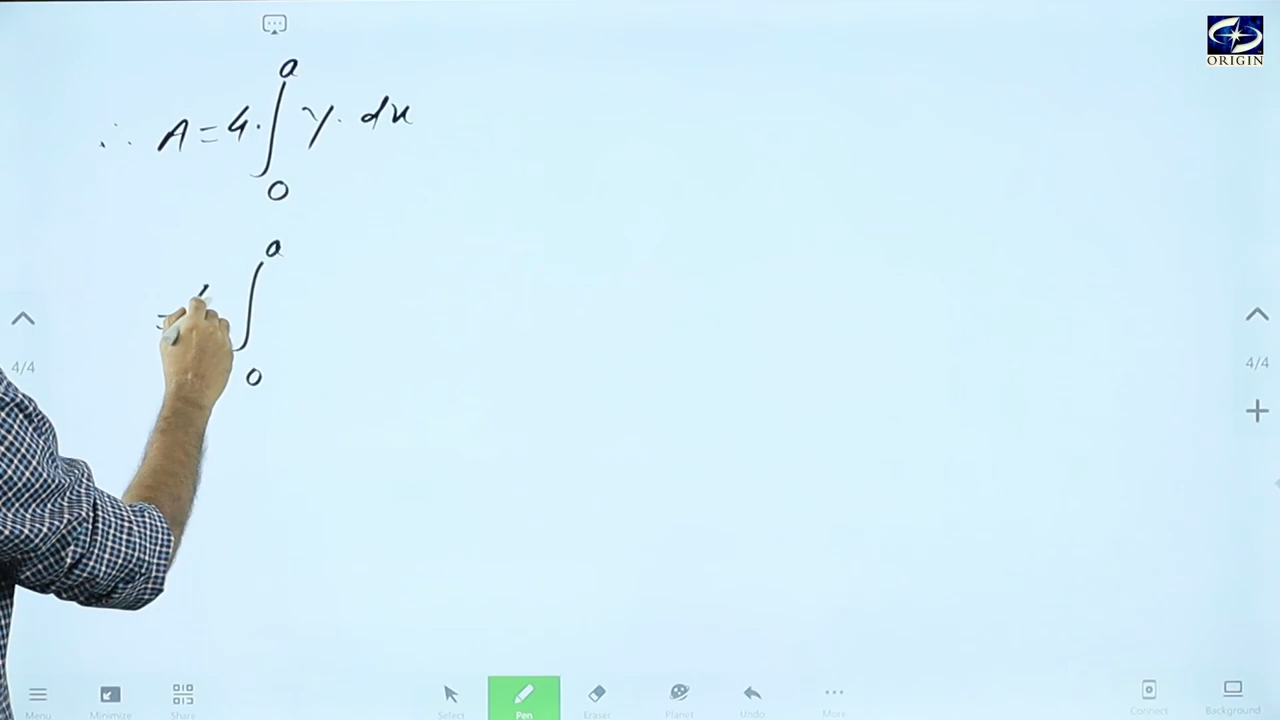 ORIGIN
∴ A = 4. ∫₀ᵃ y. dx
= ∫₀ᵃ
4/4
4/4
Menu Minimize Share Select Pen Eraser Planet Undo More Connect Background